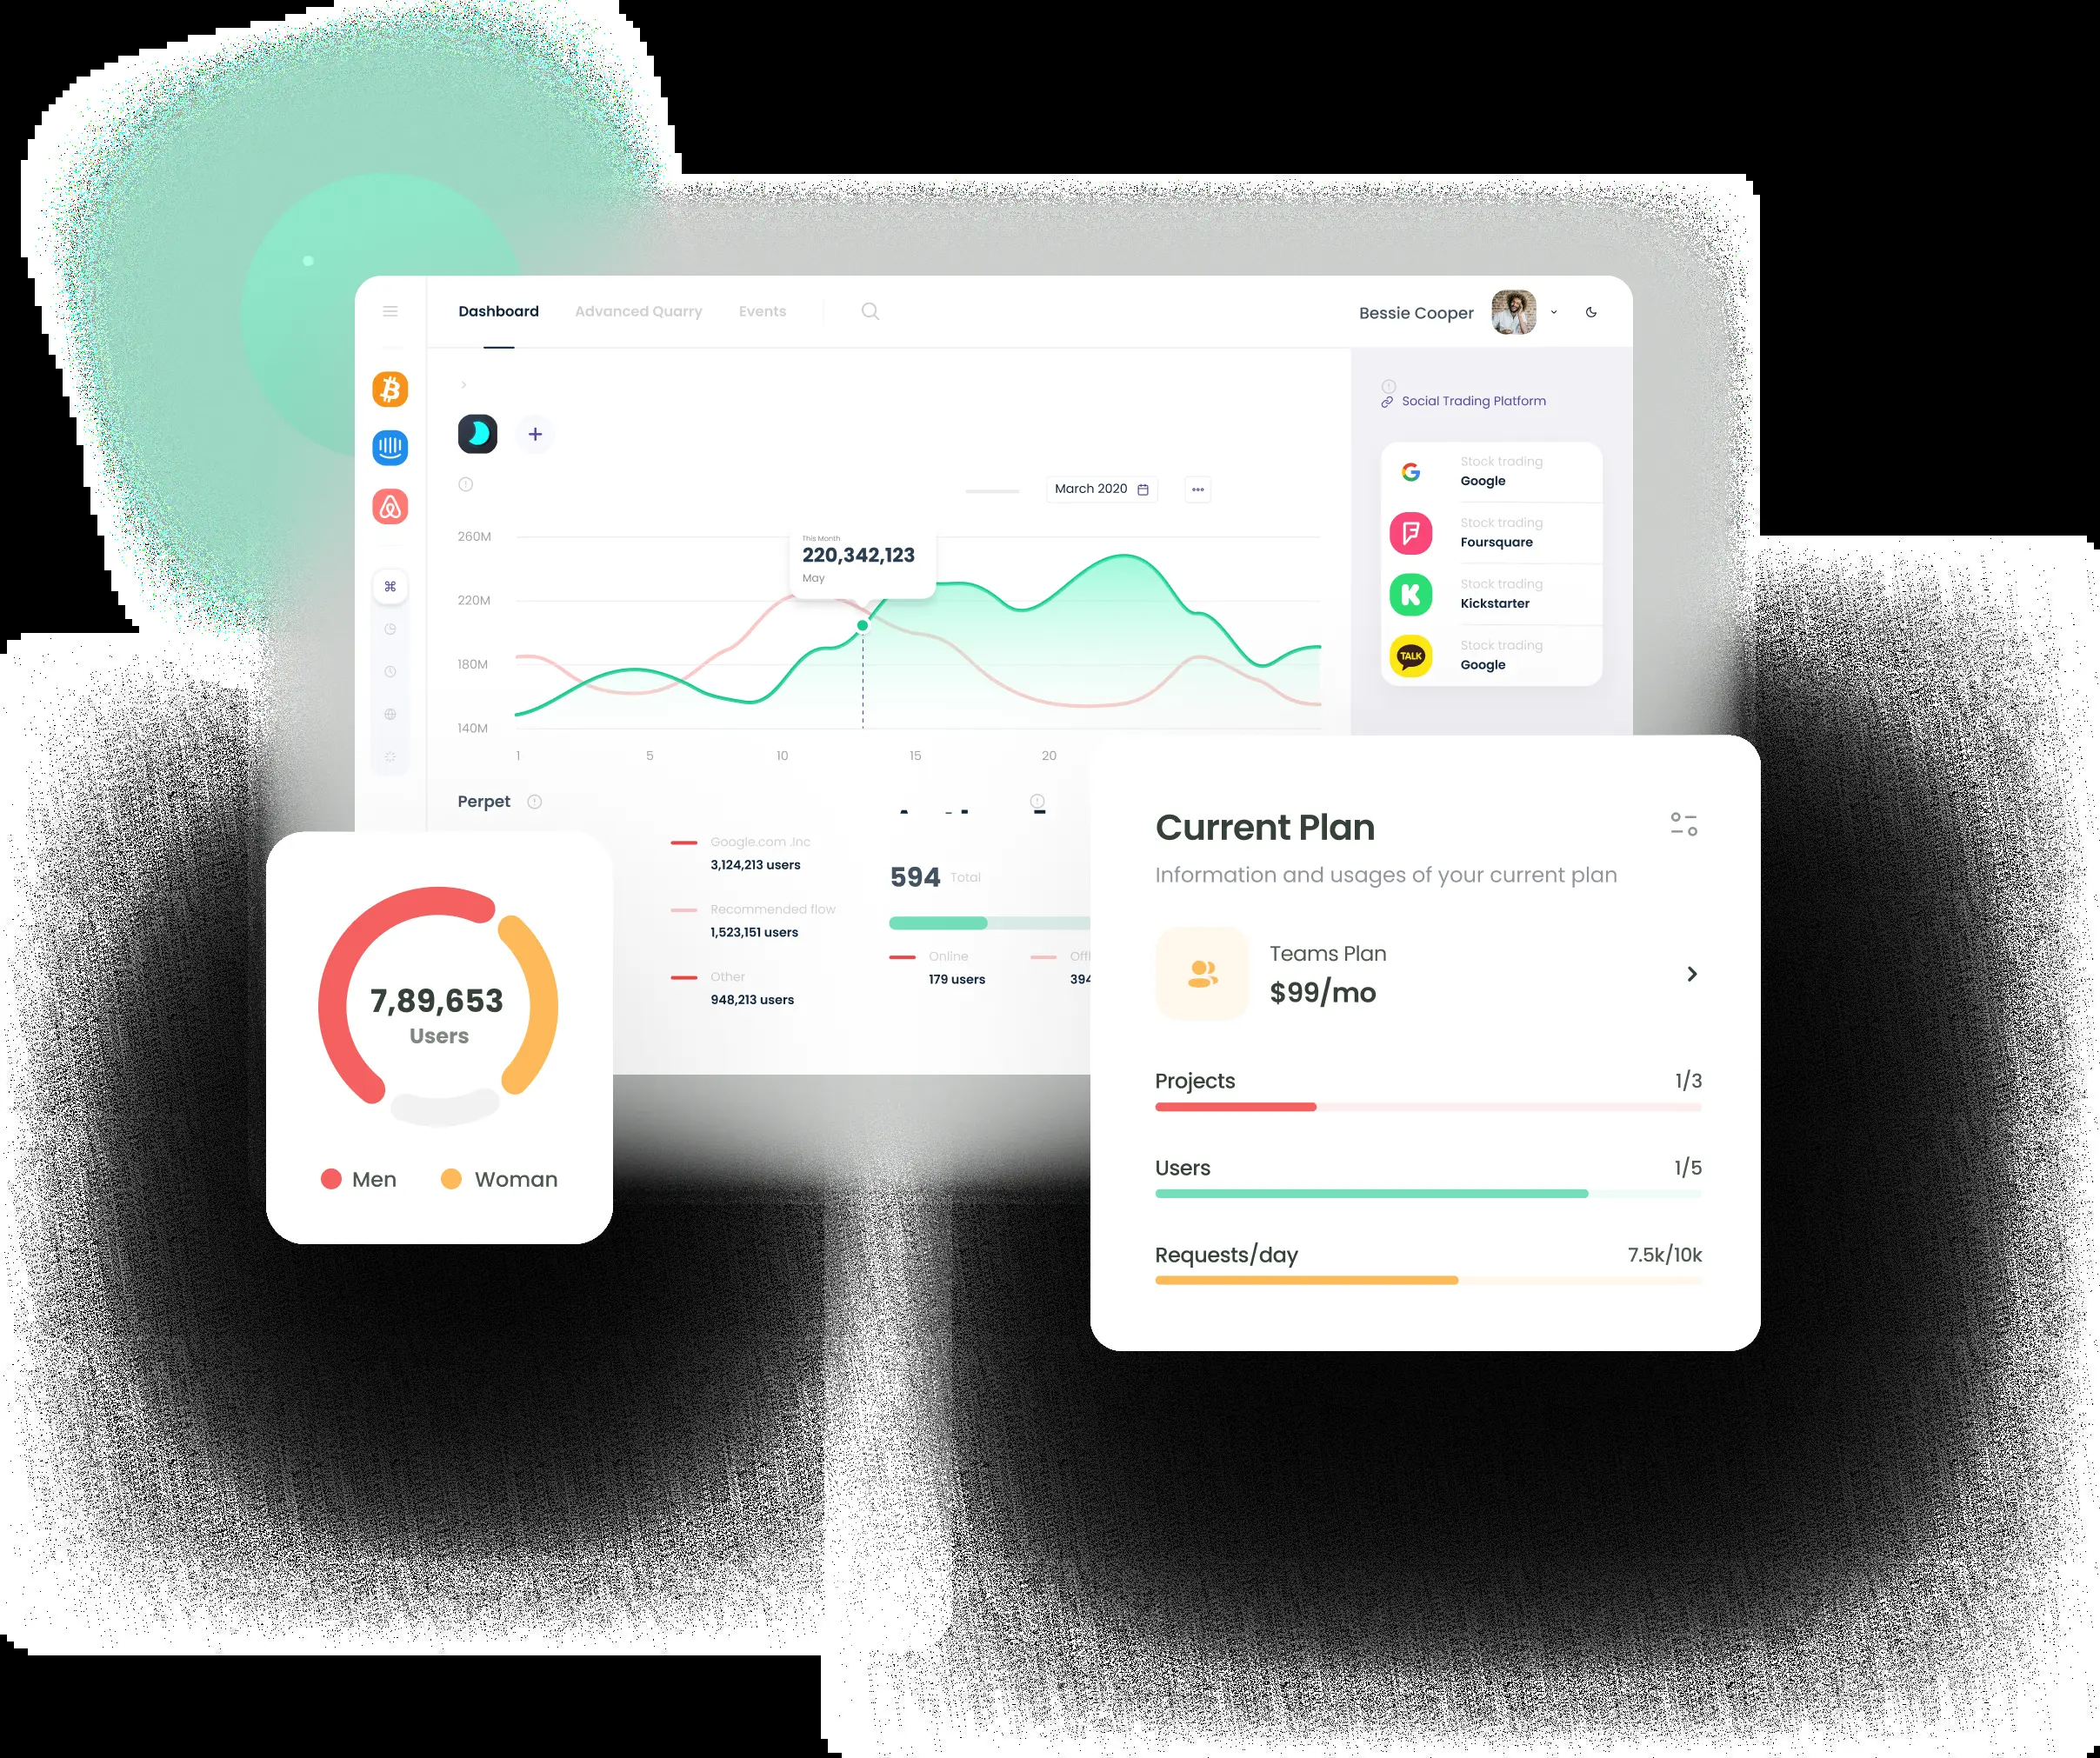 Dashboard
Advanced Quarry
Events
Bessie Cooper
Social Trading Platform
March 2020
Stock trading
Google
Stock trading
Foursquare
Stock trading
Kickstarter
TALK
Stock trading
Google
260M
220M
180M
140M
This Month
220,342,123
May
1
5
10
15
20
Perpet
Google.com .Inc
3,124,213 users
Recommended flow
1,523,151 users
Other
948,213 users
594 Total
Online
179 users
394
7,89,653
Users
Men
Woman
Current Plan
Information and usages of your current plan
Teams Plan
$99/mo
Projects
1/3
Users
1/5
Requests/day
7.5k/10k